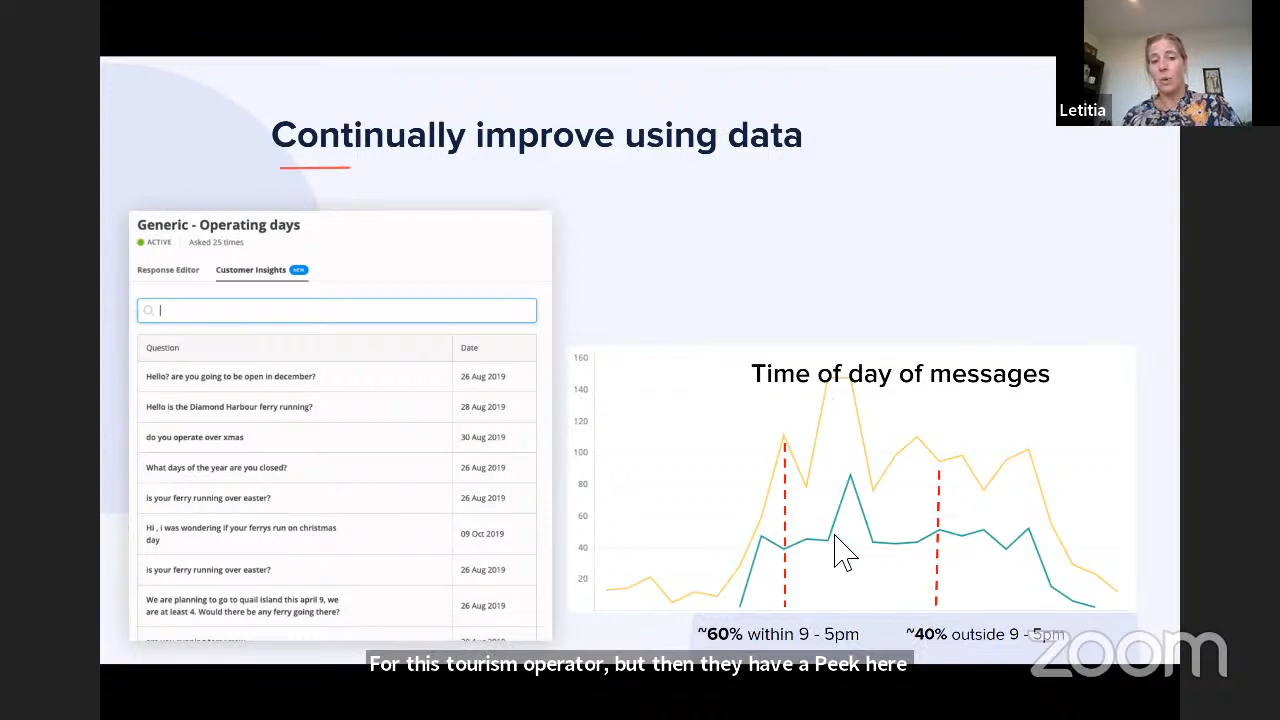 Letitia
Continually improve using data
Generic - Operating days
ACTIVE
Asked 25 times
Response Editor
Customer Insights
NEW
Question
Date
Hello? are you going to be open in december?
26 Aug 2019
Hello is the Diamond Harbour ferry running?
28 Aug 2019
do you operate over xmas
30 Aug 2019
What days of the year are you closed?
26 Aug 2019
is your ferry running over easter?
26 Aug 2019
Hi , i was wondering if your ferrys run on christmas
day
09 Oct 2019
is your ferry running over easter?
26 Aug 2019
We are planning to go to quail island this april 9, we
are at least 4. Would there be any ferry going there?
26 Aug 2019
Time of day of messages
160
140
120
100
80
60
40
20
~60% within 9 - 5pm
~40% outside 9 - 5pm
zoom
For this tourism operator, but then they have a Peek here